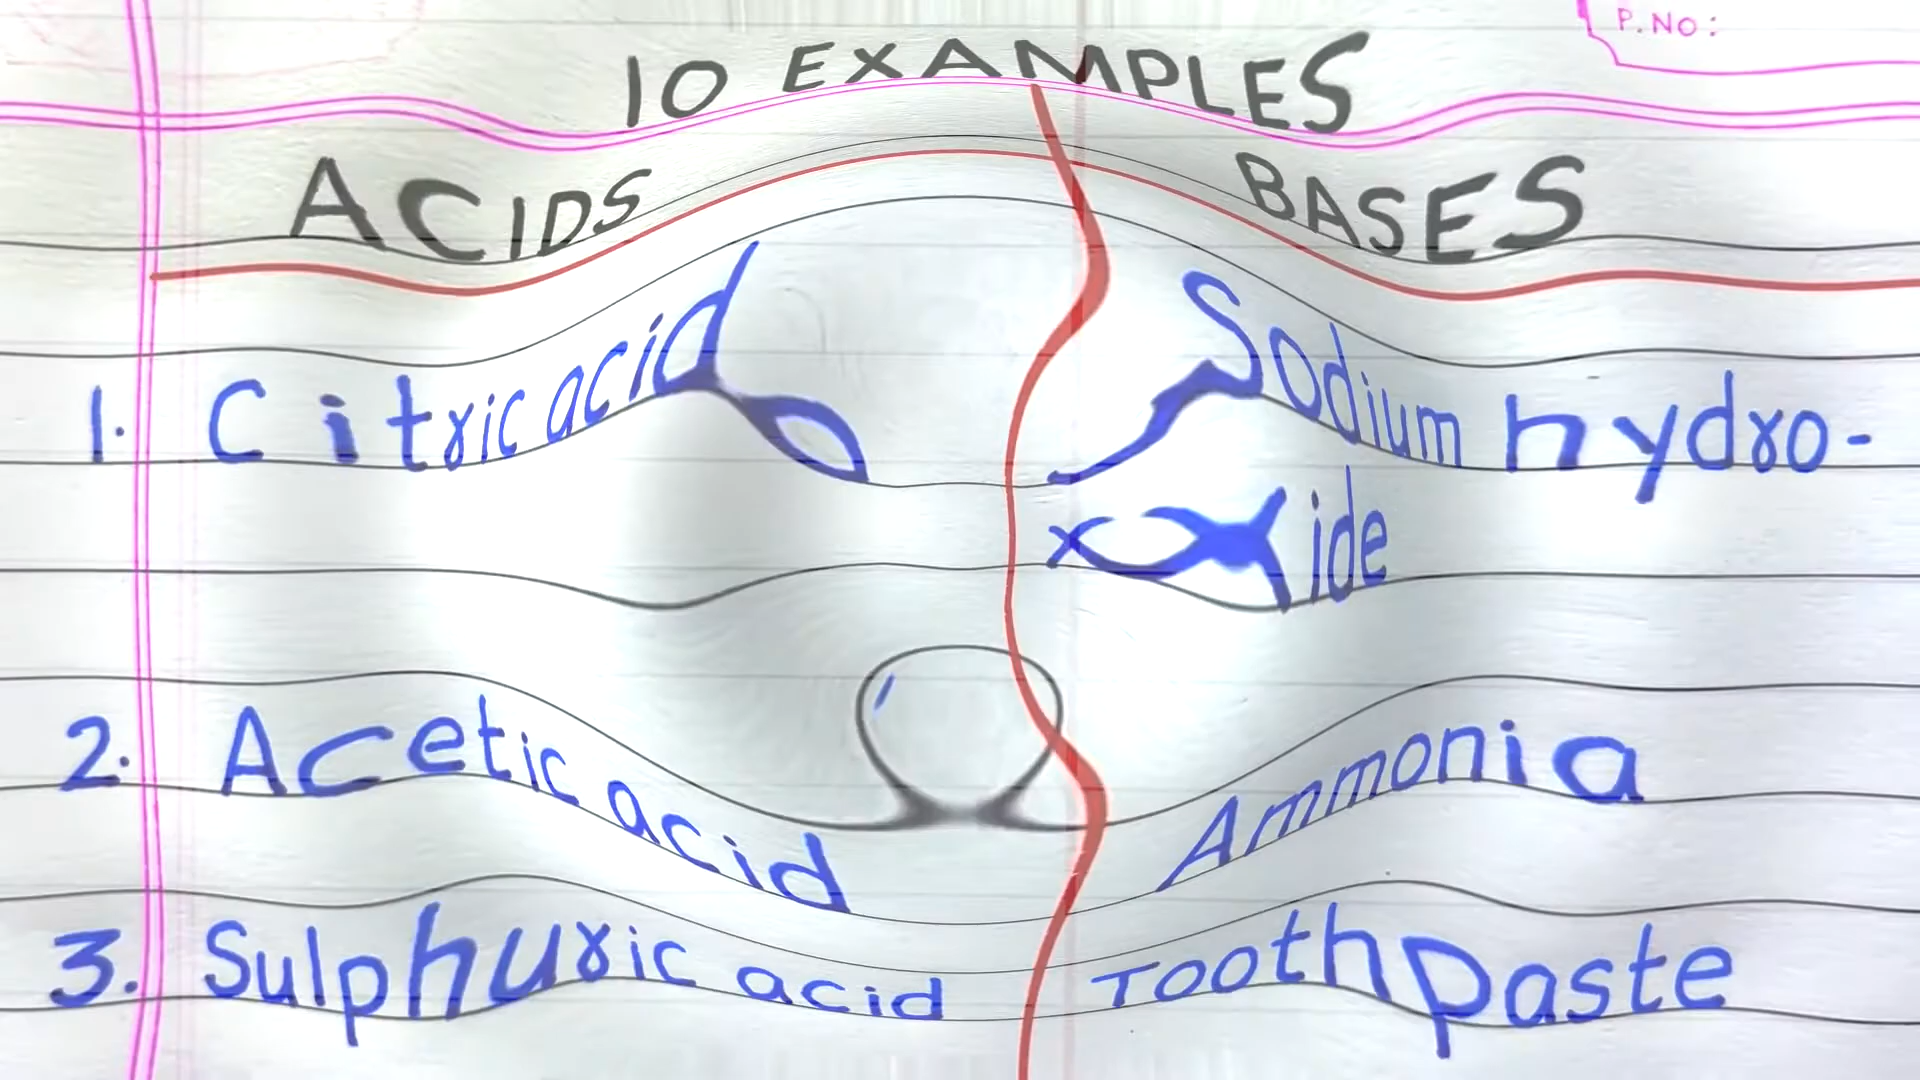 P.NO:
10 EXAMPLES
ACIDS BASES
1. Citric acid Sodium hydro-
xide
2. Acetic acid Ammonia
3. Sulphuric acid Toothpaste